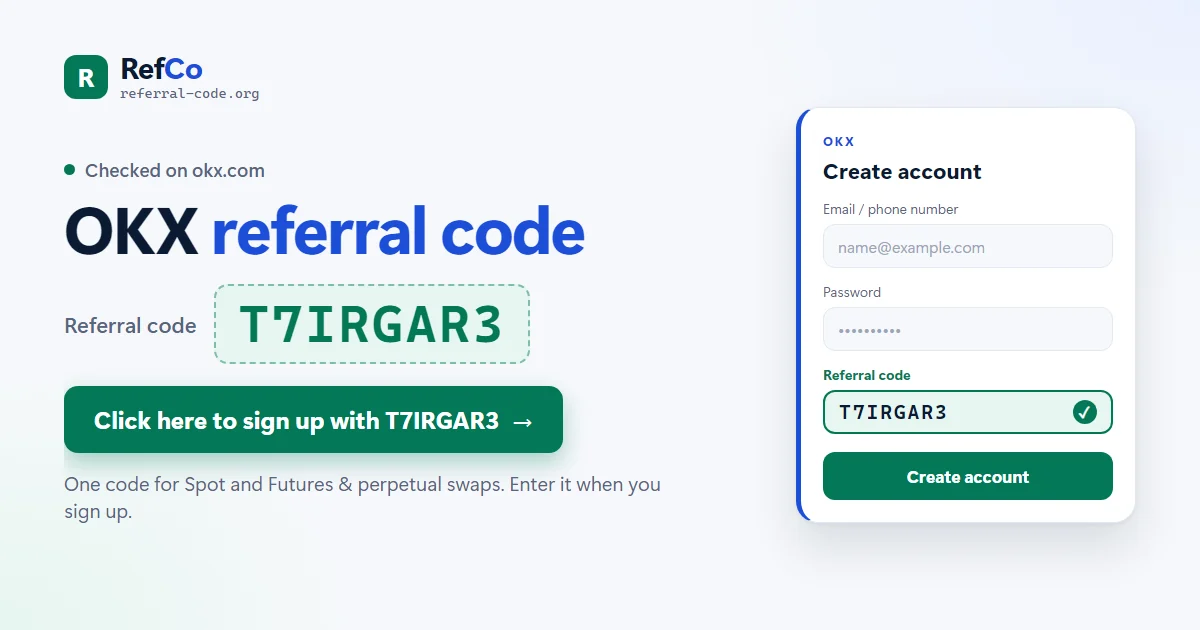 R
RefCo
referral-code.org
Checked on okx.com
OKX referral code
Referral code
T7IRGAR3
Click here to sign up with T7IRGAR3 →
One code for Spot and Futures & perpetual swaps. Enter it when you
sign up.
OKX
Create account
Email / phone number
name@example.com
Password
••••••••••
Referral code
T7IRGAR3 ✓
Create account